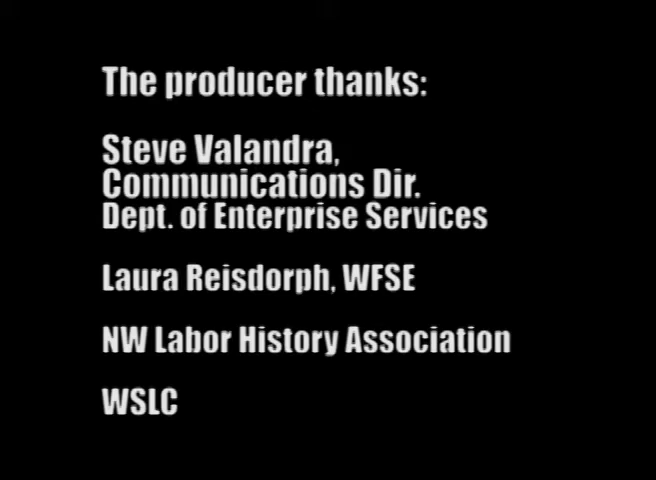 The producer thanks:
Steve Valandra,
Communications Dir.
Dept. of Enterprise Services
Laura Reisdorph, WFSE
NW Labor History Association
WSLC